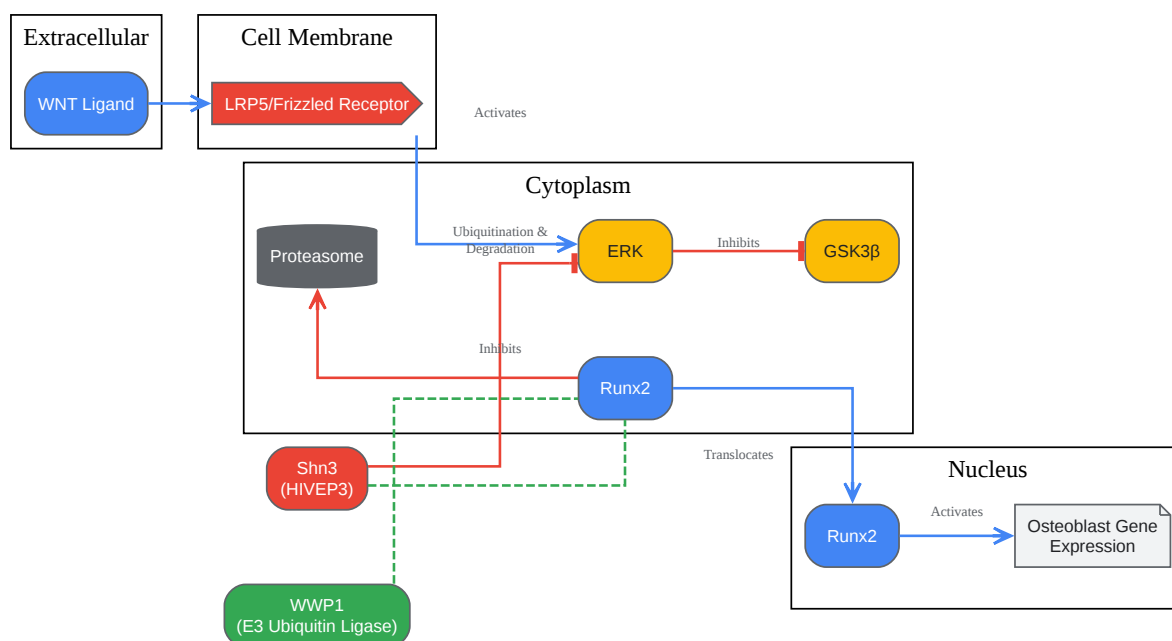 Extracellular
Cell Membrane
WNT Ligand
LRP5/Frizzled Receptor
Activates
Cytoplasm
Proteasome
Ubiquitination &
Degradation
ERK
Inhibits
GSK3β
Inhibits
Runx2
Shn3
(HIVEP3)
Translocates
Nucleus
Runx2
Activates
Osteoblast Gene
Expression
WWP1
(E3 Ubiquitin Ligase)